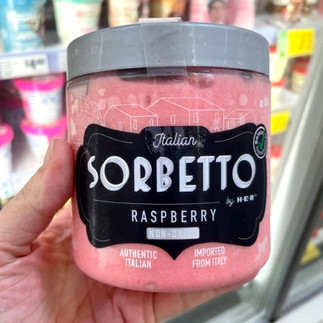 Italian
SORBETTO
by H-E-B
RASPBERRY
NON-DAIRY
AUTHENTIC IMPORTED
ITALIAN FROM ITALY